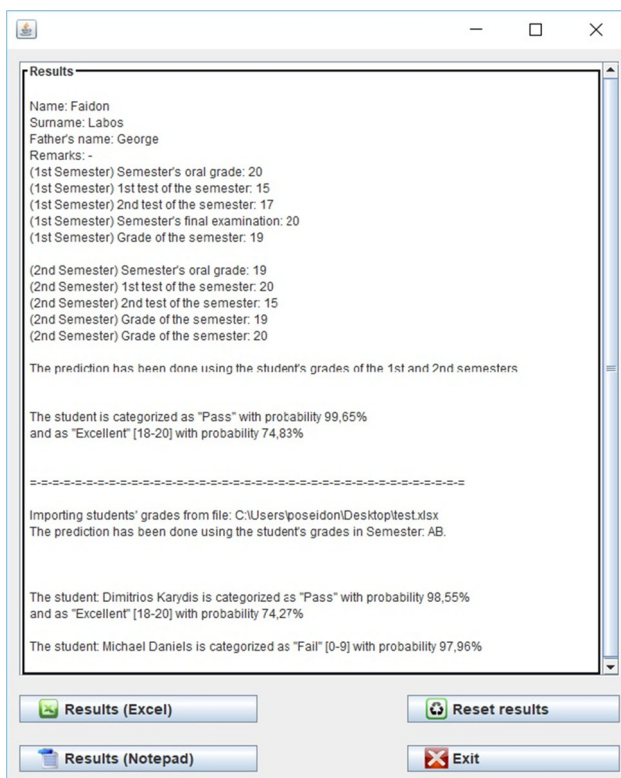 Results
Name: Faidon
Surname: Labos
Father's name: George
Remarks: -
(1st Semester) Semester's oral grade: 20
(1st Semester) 1st test of the semester: 15
(1st Semester) 2nd test of the semester: 17
(1st Semester) Semester's final examination: 20
(1st Semester) Grade of the semester: 19
(2nd Semester) Semester's oral grade: 19
(2nd Semester) 1st test of the semester: 20
(2nd Semester) 2nd test of the semester: 15
(2nd Semester) Grade of the semester: 19
(2nd Semester) Grade of the semester: 20
The prediction has been done using the student's grades of the 1st and 2nd semesters
The student is categorized as "Pass" with probability 99,65%
and as "Excellent" [18-20] with probability 74,83%
=-=-=-=-=-=-=-=-=-=-=-=-=-=-=-=-=-=-=-=-=-=-=-=-=-=-=-=-=-=-=-=-=-=-=-=-=-=-=
Importing students' grades from file: C:\Users\poseidon\Desktop\test.xlsx
The prediction has been done using the student's grades in Semester: AB.
The student: Dimitrios Karydis is categorized as "Pass" with probability 98,55%
and as "Excellent" [18-20] with probability 74,27%
The student: Michael Daniels is categorized as "Fail" [0-9] with probability 97,96%
Results (Excel)
Reset results
Results (Notepad)
Exit